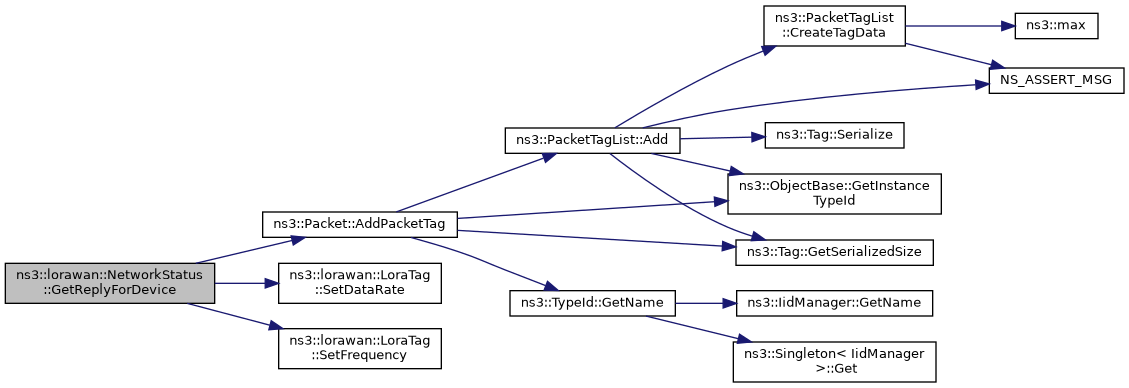 ns3::PacketTagList
::CreateTagData
ns3::max
NS_ASSERT_MSG
ns3::PacketTagList::Add
ns3::Tag::Serialize
ns3::ObjectBase::GetInstance
TypeId
ns3::Packet::AddPacketTag
ns3::Tag::GetSerializedSize
ns3::lorawan::NetworkStatus
::GetReplyForDevice
ns3::lorawan::LoraTag
::SetDataRate
ns3::TypeId::GetName
ns3::IidManager::GetName
ns3::lorawan::LoraTag
::SetFrequency
ns3::Singleton< IidManager
>::Get